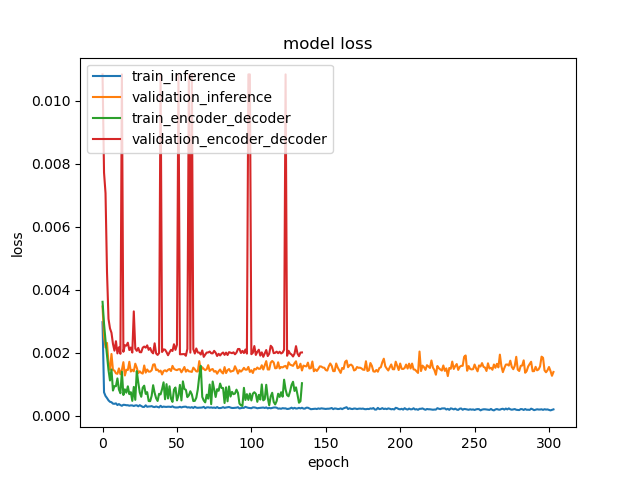 model loss
train_inference
validation_inference
train_encoder_decoder
validation_encoder_decoder
0.010
0.008
0.006
0.004
0.002
0.000
loss
0 50 100 150 200 250 300
epoch